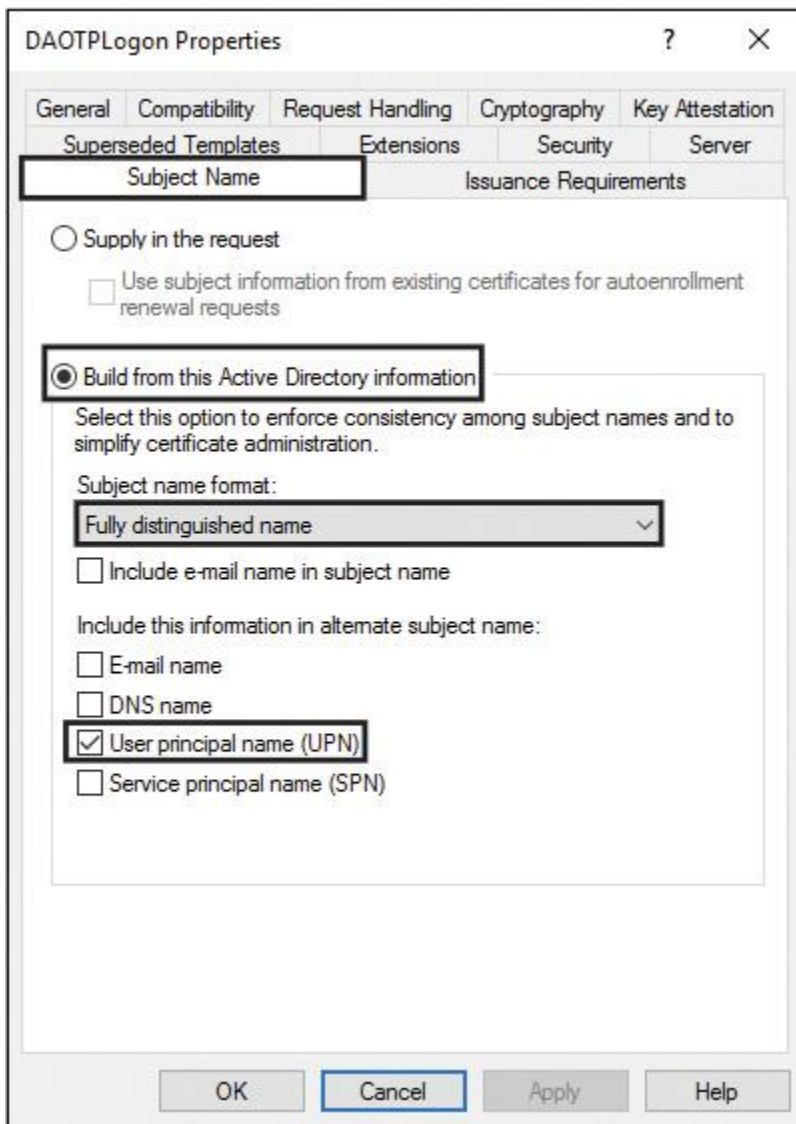 DAOTPLogon Properties ? ✕
General Compatibility Request Handling Cryptography Key Attestation
Superseded Templates Extensions Security Server
Subject Name Issuance Requirements
Supply in the request
Use subject information from existing certificates for autoenrollment
renewal requests
Build from this Active Directory information
Select this option to enforce consistency among subject names and to
simplify certificate administration.
Subject name format:
Fully distinguished name
Include e-mail name in subject name
Include this information in alternate subject name:
E-mail name
DNS name
User principal name (UPN)
Service principal name (SPN)
OK Cancel Apply Help